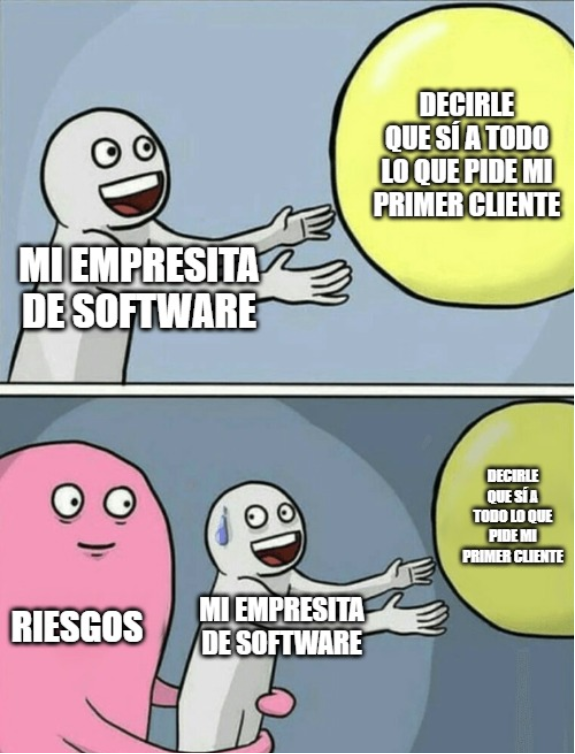 DECIRLE
QUE SÍ A TODO
LO QUE PIDE MI
PRIMER CLIENTE
MI EMPRESITA
DE SOFTWARE
DECIRLE
QUE SÍ A
TODO LO QUE
PIDE MI
PRIMER CLIENTE
RIESGOS
MI EMPRESITA
DE SOFTWARE